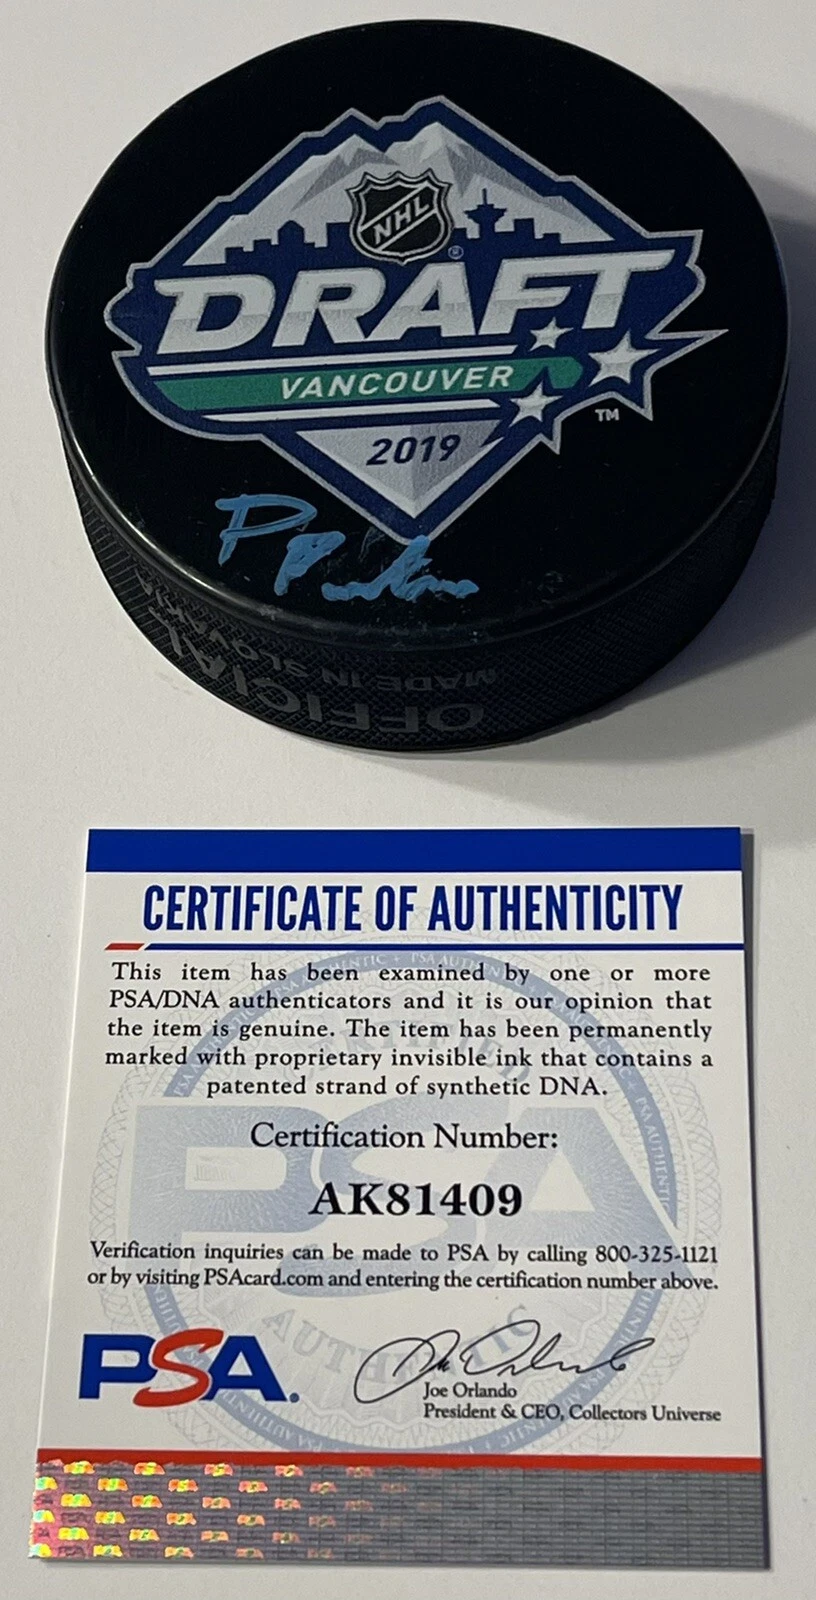 NHL
®
DRAFT
VANCOUVER
™
2019
OFFICIAL
MADE IN SLOVAKIA
CERTIFICATE OF AUTHENTICITY
This item has been examined by one or more
PSA/DNA authenticators and it is our opinion that
the item is genuine. The item has been permanently
marked with proprietary invisible ink that contains a
patented strand of synthetic DNA.
Certification Number:
AK81409
Verification inquiries can be made to PSA by calling 800-325-1121
or by visiting PSAcard.com and entering the certification number above.
PSA.
Joe Orlando
President & CEO, Collectors Universe